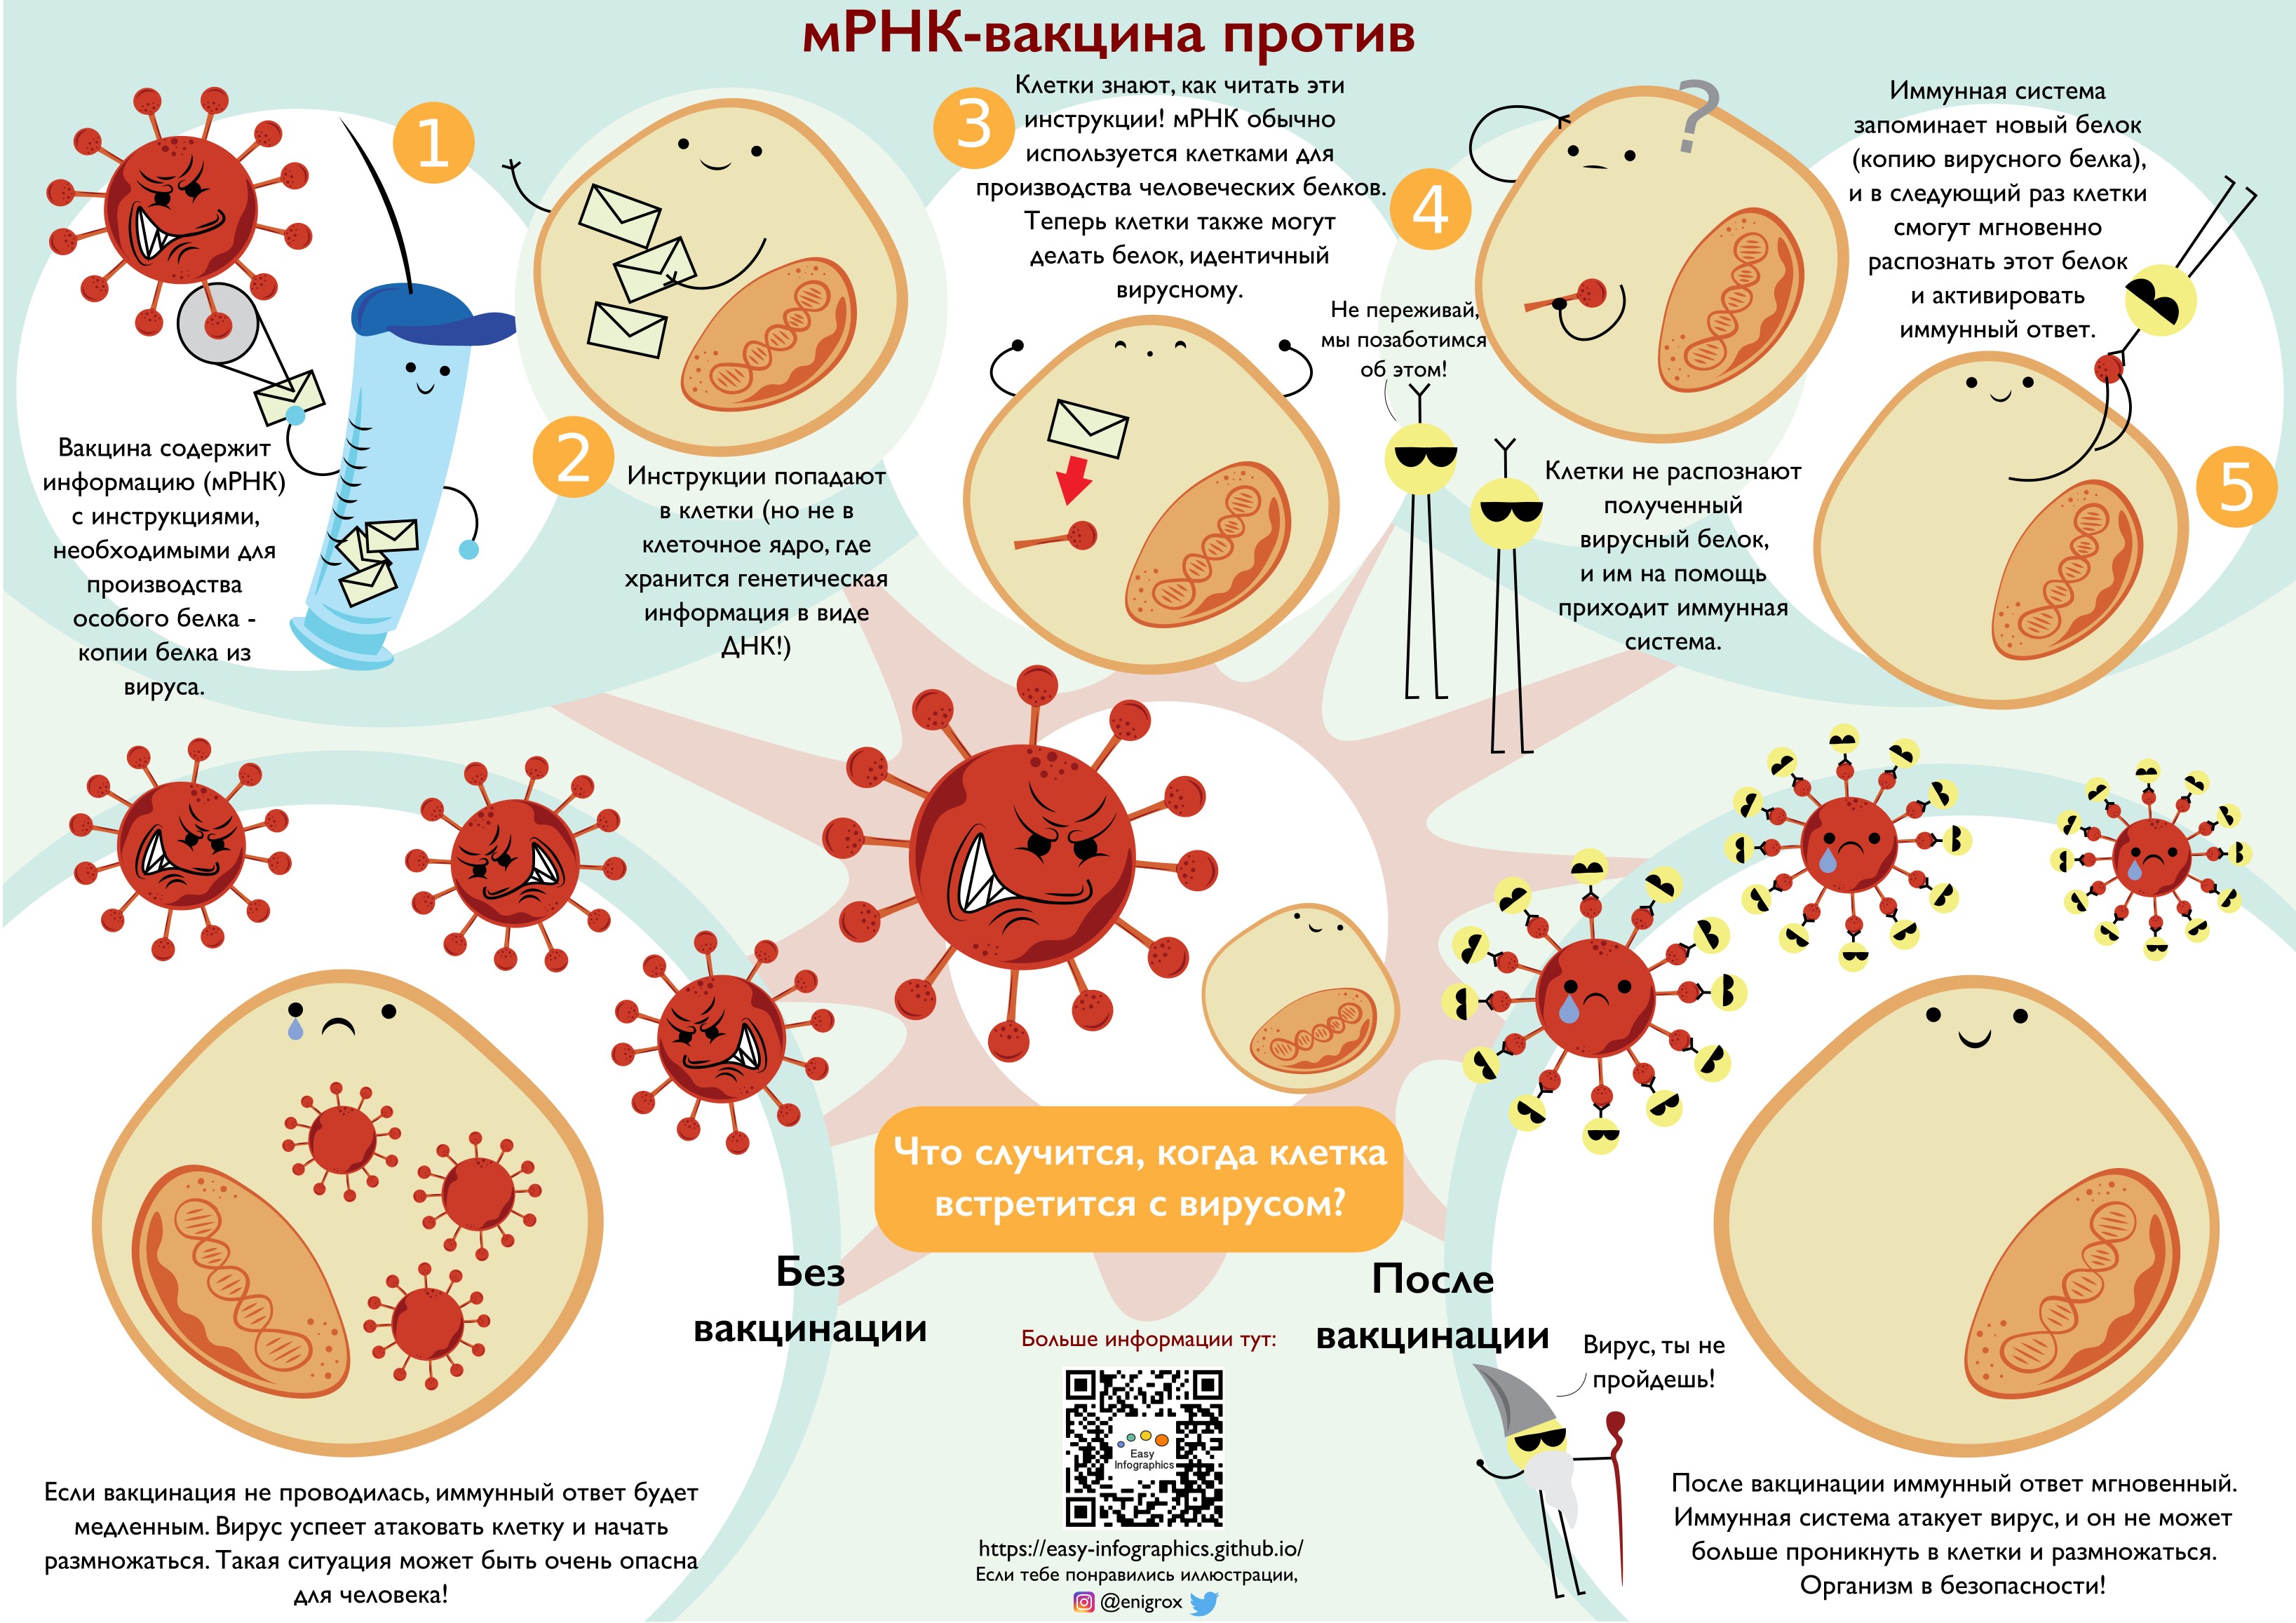 мРНК-вакцина против
1
Вакцина содержит
информацию (мРНК)
с инструкциями,
необходимыми для
производства
особого белка -
копии белка из
вируса.
2
Инструкции попадают
в клетки (но не в
клеточное ядро, где
хранится генетическая
информация в виде
ДНК!)
3
Клетки знают, как читать эти
инструкции! мРНК обычно
используется клетками для
производства человеческих белков.
Теперь клетки также могут
делать белок, идентичный
вирусному.
4
?
Не переживай,
мы позаботимся
об этом!
Клетки не распознают
полученный
вирусный белок,
и им на помощь
приходит иммунная
система.
Иммунная система
запоминает новый белок
(копию вирусного белка),
и в следующий раз клетки
смогут мгновенно
распознать этот белок
и активировать
иммунный ответ.
5
Что случится, когда клетка
встретится с вирусом?
Без
вакцинации
Если вакцинация не проводилась, иммунный ответ будет
медленным. Вирус успеет атаковать клетку и начать
размножаться. Такая ситуация может быть очень опасна
для человека!
Больше информации тут:
Easy
Infographics
https://easy-infographics.github.io/
Если тебе понравились иллюстрации,
@enigrox
После
вакцинации
Вирус, ты не
пройдешь!
После вакцинации иммунный ответ мгновенный.
Иммунная система атакует вирус, и он не может
больше проникнуть в клетки и размножаться.
Организм в безопасности!